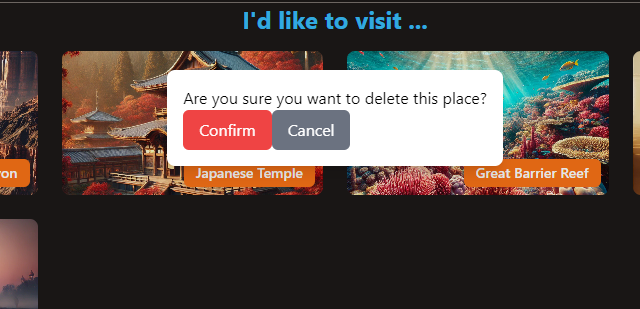 I'd like to visit ...
Are you sure you want to delete this place?
Confirm Cancel
Japanese Temple
Great Barrier Reef